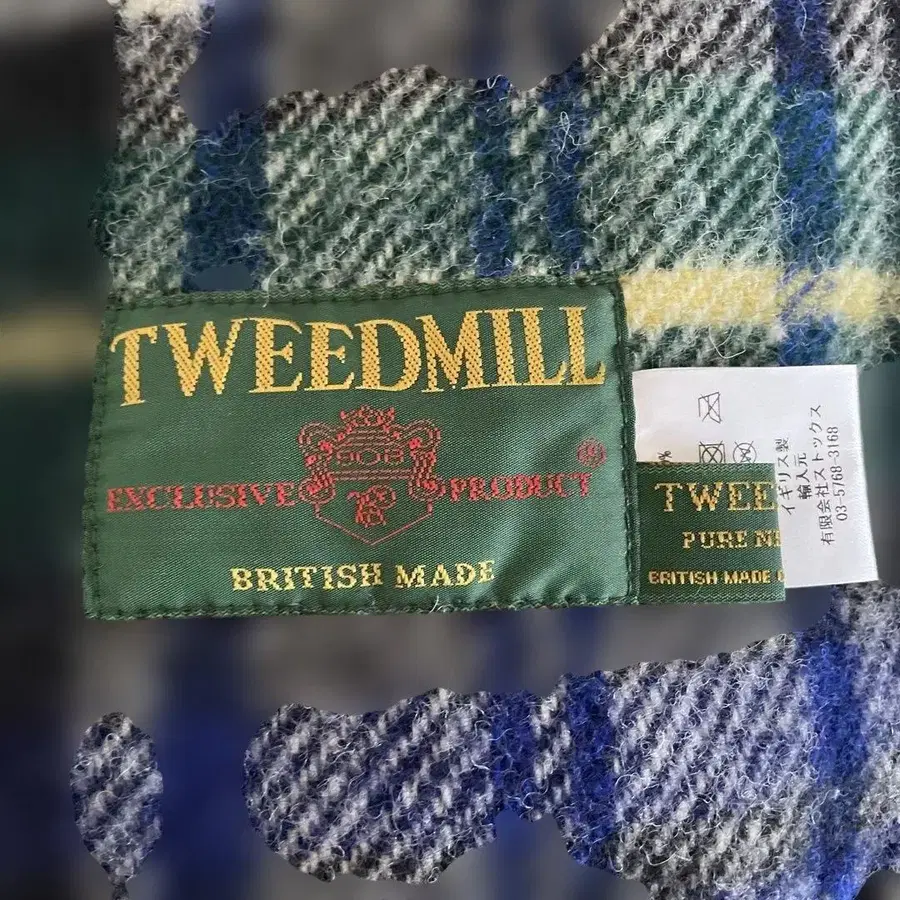 TWEEDMILL
808
EXCLUSIVE PRODUCT ®
BRITISH MADE
TWEE
PURE N
BRITISH MADE
%
イギリス製
輸入元
有限会社ストックス
03-5768-3168